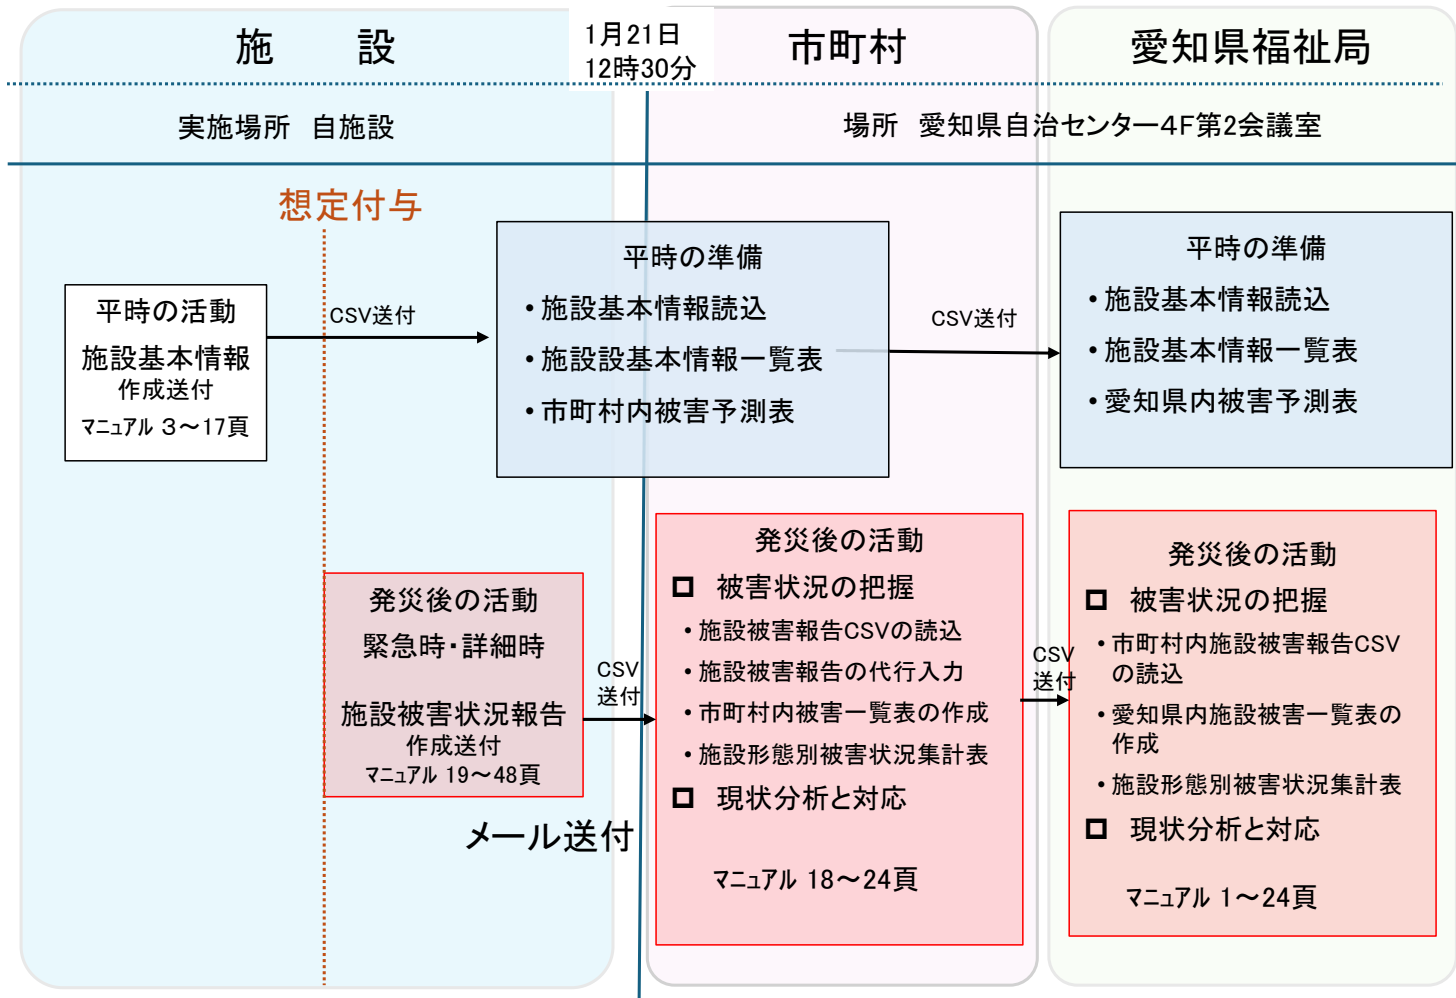 施　設
1月21日
12時30分
市町村
愛知県福祉局
実施場所　自施設
場所　愛知県自治センター4F第2会議室
想定付与
平時の活動
施設基本情報
作成送付
マニュアル 3～17頁
CSV送付
平時の準備
・施設基本情報読込
・施設設基本情報一覧表
・市町村内被害予測表
CSV送付
平時の準備
・施設基本情報読込
・施設基本情報一覧表
・愛知県内被害予測表
発災後の活動
緊急時・詳細時
施設被害状況報告
作成送付
マニュアル 19～48頁
CSV
送付
メール送付
発災後の活動
被害状況の把握
・施設被害報告CSVの読込
・施設被害報告の代行入力
・市町村内被害一覧表の作成
・施設形態別被害状況集計表
現状分析と対応
マニュアル 18～24頁
CSV
送付
発災後の活動
被害状況の把握
・市町村内施設被害報告CSV
の読込
・愛知県内施設被害一覧表の
作成
・施設形態別被害状況集計表
現状分析と対応
マニュアル 1～24頁